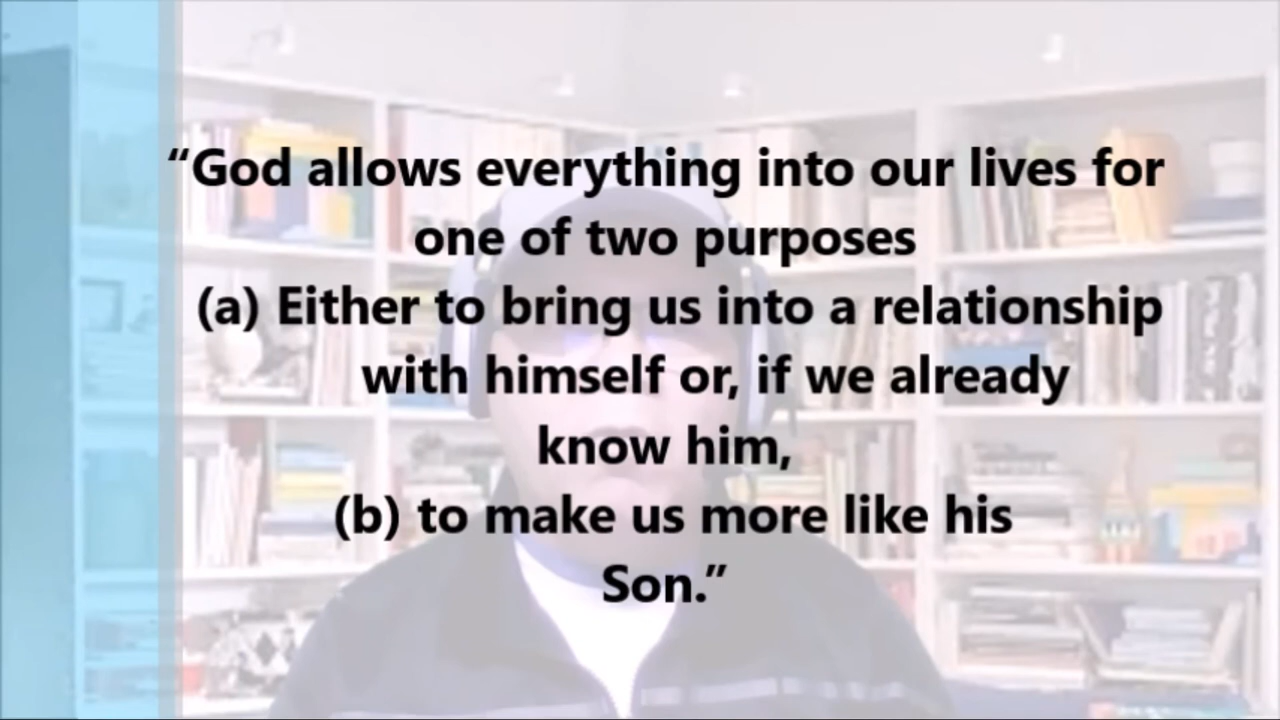 “God allows everything into our lives for
one of two purposes
(a) Either to bring us into a relationship
with himself or, if we already
know him,
(b) to make us more like his
Son.”